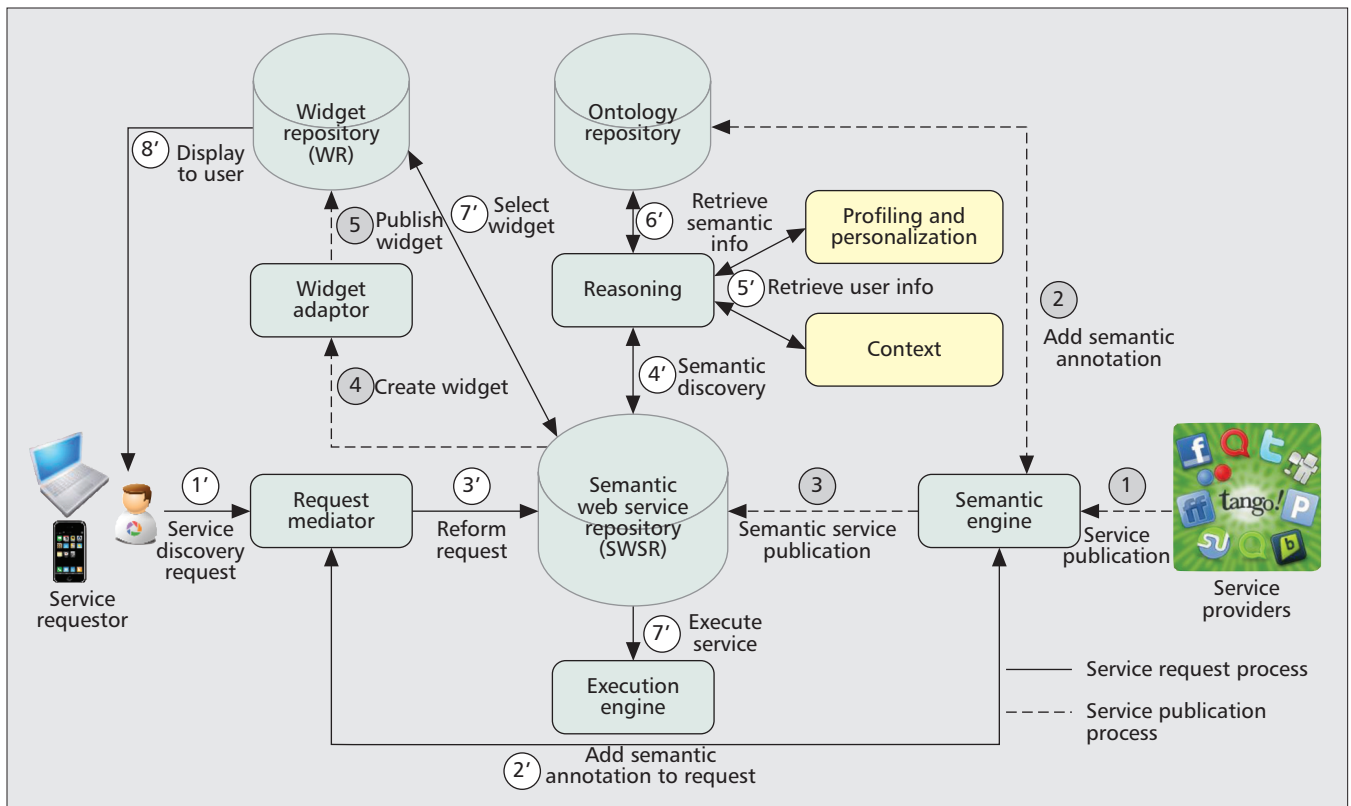 Widget
repository
(WR)
Ontology
repository
8’
Display
to user
5
Publish
widget
7’
Select
widget
6’
Retrieve
semantic
info
Profiling and
personalization
Widget
adaptor
Reasoning
5’
Retrieve user info
2
Add semantic
annotation
Context
4
Create widget
4’
Semantic
discovery
1’
Service
discovery
request
Request
mediator
3’
Reform
request
Semantic
web service
repository
(SWSR)
3
Semantic service
publication
Semantic
engine
1
Service
publication
f
t
ff
tango!
P
b
Service
requestor
Service
providers
7’
Execute
service
Execution
engine
Service request process
Service publication
process
2’
Add semantic
annotation to request